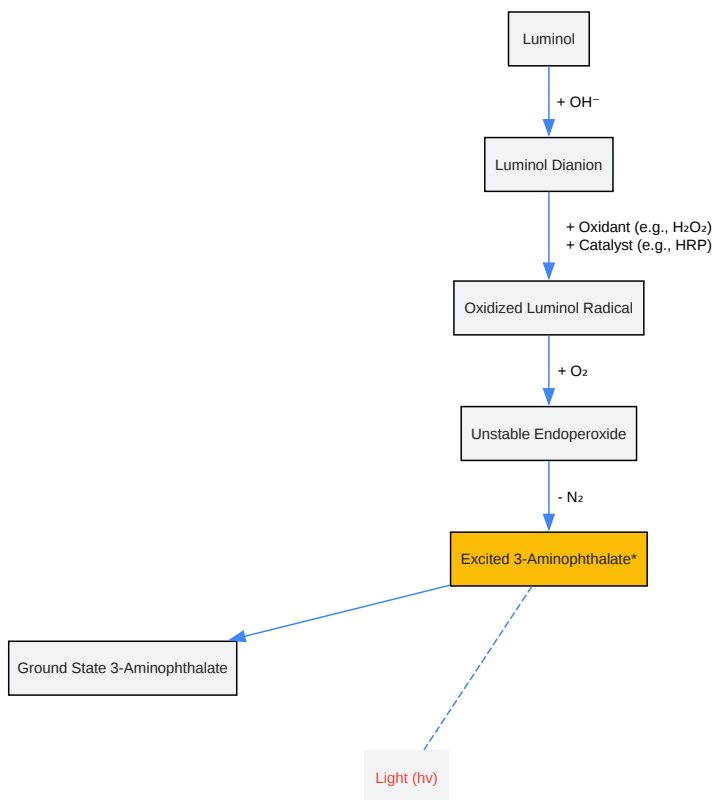 Luminol
+ OH⁻
Luminol Dianion
+ Oxidant (e.g., H₂O₂)
+ Catalyst (e.g., HRP)
Oxidized Luminol Radical
+ O₂
Unstable Endoperoxide
- N₂
Excited 3-Aminophthalate*
Ground State 3-Aminophthalate
Light (hv)